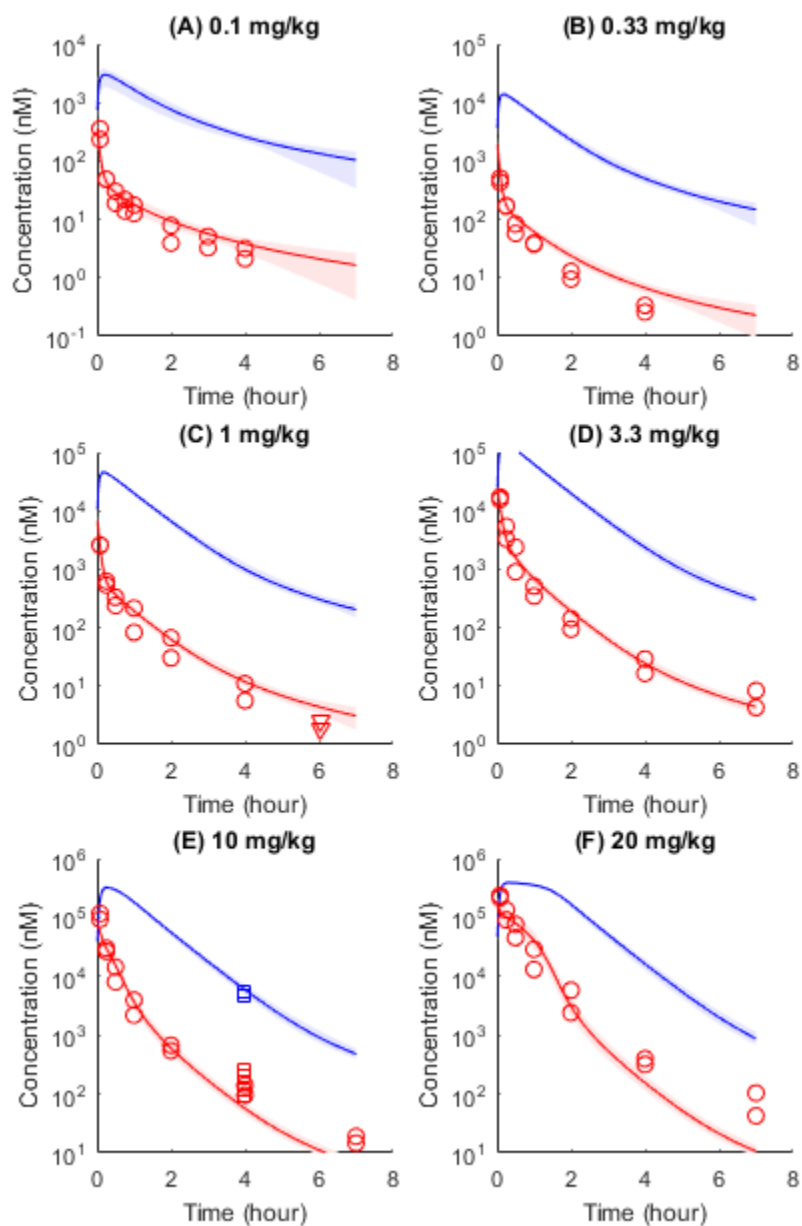 (A) 0.1 mg/kg
Concentration (nM)
10^4
10^3
10^2
10^1
10^0
10^-1
0 2 4 6 8
Time (hour)
(B) 0.33 mg/kg
Concentration (nM)
10^5
10^4
10^3
10^2
10^1
10^0
0 2 4 6 8
Time (hour)
(C) 1 mg/kg
Concentration (nM)
10^5
10^4
10^3
10^2
10^1
10^0
0 2 4 6 8
Time (hour)
(D) 3.3 mg/kg
Concentration (nM)
10^5
10^4
10^3
10^2
10^1
10^0
0 2 4 6 8
Time (hour)
(E) 10 mg/kg
Concentration (nM)
10^6
10^5
10^4
10^3
10^2
10^1
0 2 4 6 8
Time (hour)
(F) 20 mg/kg
Concentration (nM)
10^6
10^5
10^4
10^3
10^2
10^1
0 2 4 6 8
Time (hour)